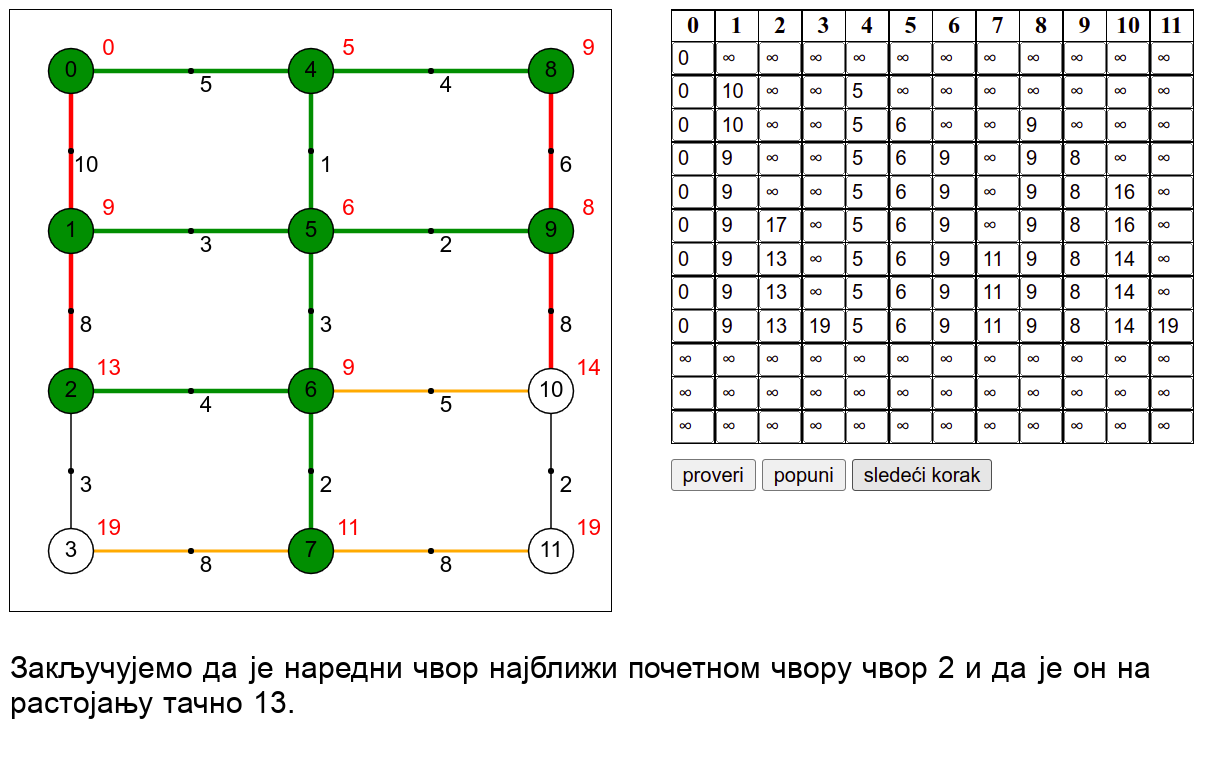 0 5 9
0 4 8
5 4
10 1 6
9 6 8
1 5 9
3 2
8 3 8
13 9 14
2 6 10
4 5
3 2 2
19 11 19
3 7 11
8 8
0 1 2 3 4 5 6 7 8 9 10 11
0 ∞ ∞ ∞ ∞ ∞ ∞ ∞ ∞ ∞ ∞ ∞
0 10 ∞ ∞ 5 ∞ ∞ ∞ ∞ ∞ ∞ ∞
0 10 ∞ ∞ 5 6 ∞ ∞ 9 ∞ ∞ ∞
0 9 ∞ ∞ 5 6 9 ∞ 9 8 ∞ ∞
0 9 ∞ ∞ 5 6 9 ∞ 9 8 16 ∞
0 9 17 ∞ 5 6 9 ∞ 9 8 16 ∞
0 9 13 ∞ 5 6 9 11 9 8 14 ∞
0 9 13 ∞ 5 6 9 11 9 8 14 ∞
0 9 13 19 5 6 9 11 9 8 14 19
∞ ∞ ∞ ∞ ∞ ∞ ∞ ∞ ∞ ∞ ∞ ∞
∞ ∞ ∞ ∞ ∞ ∞ ∞ ∞ ∞ ∞ ∞ ∞
∞ ∞ ∞ ∞ ∞ ∞ ∞ ∞ ∞ ∞ ∞ ∞
proveri popuni sledeći korak
Закључујемо да је наредни чвор најближи почетном чвору чвор 2 и да је он на
растојању тачно 13.